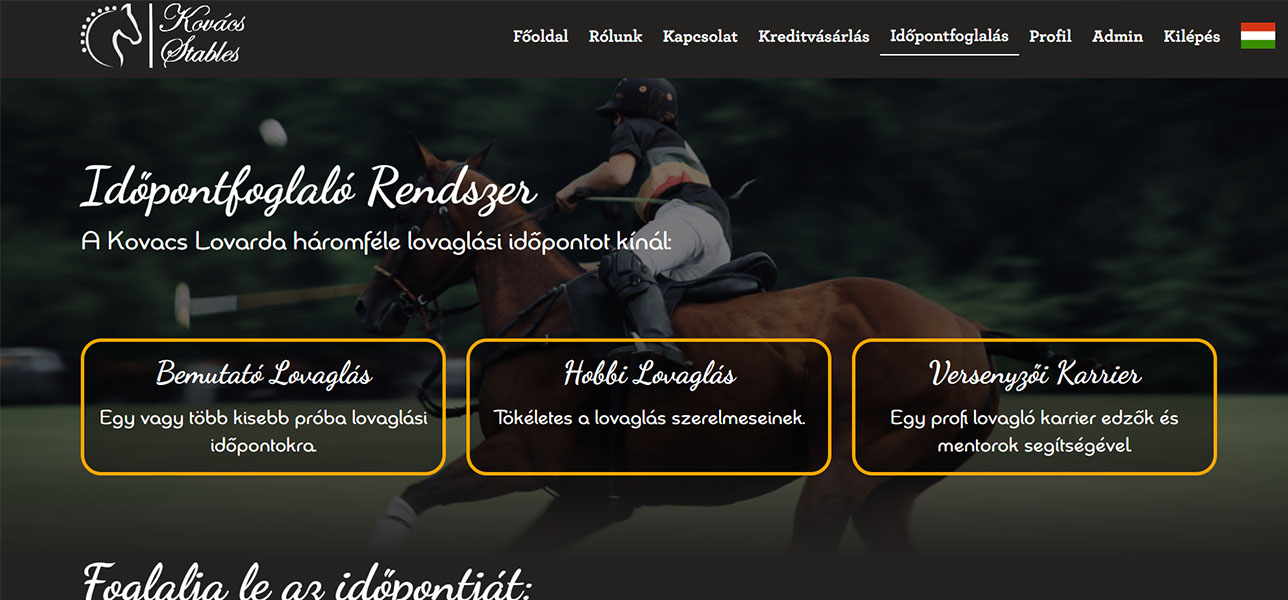 Kovács
Stables
Főoldal Rólunk Kapcsolat Kreditvásárlás Időpontfoglalás Profil Admin Kilépés
Időpontfoglaló Rendszer
A Kovacs Lovarda háromféle lovaglási időpontot kínál:
Bemutató Lovaglás
Egy vagy több kisebb próba lovaglási
időpontokra.
Hobbi Lovaglás
Tökéletes a lovaglás szerelmeseinek.
Versenyzői Karrier
Egy profi lovagló karrier edzők és
mentorok segítségével.
Foglalja le az időpontját: